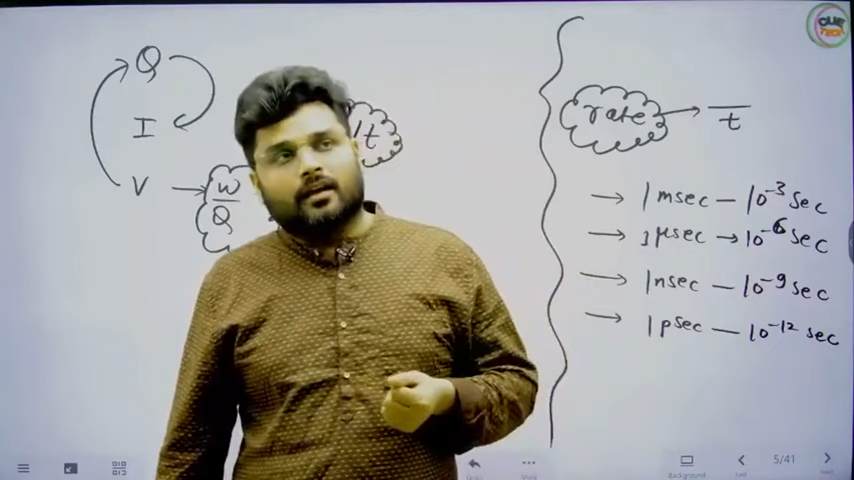 Q
I
V → W/Q
/t
rate → —/t
→ 1 msec — 10⁻³ sec
→ 1 μsec → 10⁻⁶ sec
→ 1 nsec — 10⁻⁹ sec
→ 1 psec — 10⁻¹² sec
5/41
Background